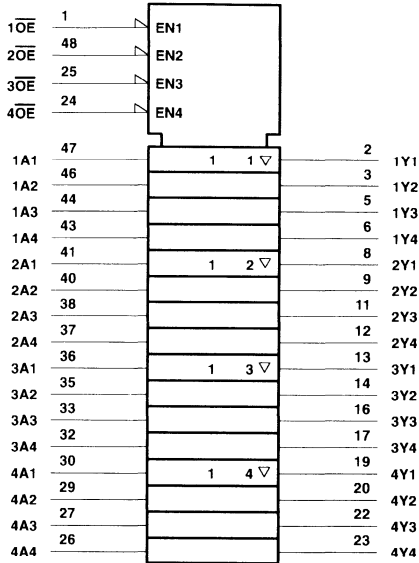 1O̅E̅ 1 EN1
2O̅E̅ 48 EN2
3O̅E̅ 25 EN3
4O̅E̅ 24 EN4
1A1 47 1 1 ▽ 2 1Y1
1A2 46 3 1Y2
1A3 44 5 1Y3
1A4 43 6 1Y4
2A1 41 1 2 ▽ 8 2Y1
2A2 40 9 2Y2
2A3 38 11 2Y3
2A4 37 12 2Y4
3A1 36 1 3 ▽ 13 3Y1
3A2 35 14 3Y2
3A3 33 16 3Y3
3A4 32 17 3Y4
4A1 30 1 4 ▽ 19 4Y1
4A2 29 20 4Y2
4A3 27 22 4Y3
4A4 26 23 4Y4